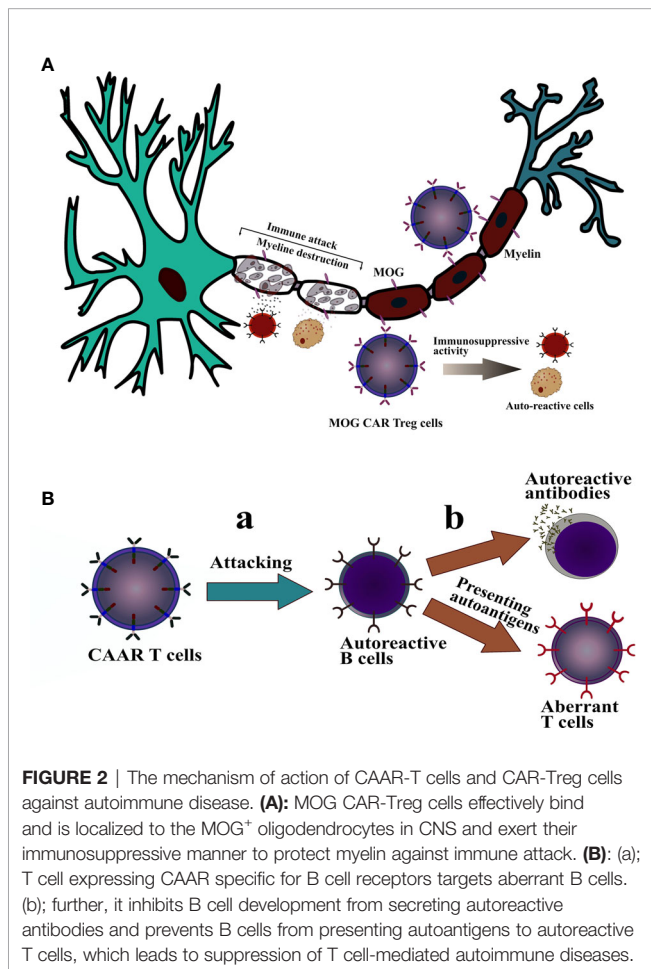 A
Immune attack
Myeline destruction
MOG
Myelin
Immunosuppressive
activity
Auto-reactive cells
MOG CAR Treg cells
B
a
Attacking
CAAR T cells
Autoreactive
B cells
b
Autoreactive
antibodies
Presenting
autoantigens
Aberrant
T cells
FIGURE 2 | The mechanism of action of CAAR-T cells and CAR-Treg cells
against autoimmune disease. (A): MOG CAR-Treg cells effectively bind
and is localized to the MOG⁺ oligodendrocytes in CNS and exert their
immunosuppressive manner to protect myelin against immune attack. (B): (a);
T cell expressing CAAR specific for B cell receptors targets aberrant B cells.
(b); further, it inhibits B cell development from secreting autoreactive
antibodies and prevents B cells from presenting autoantigens to autoreactive
T cells, which leads to suppression of T cell-mediated autoimmune diseases.